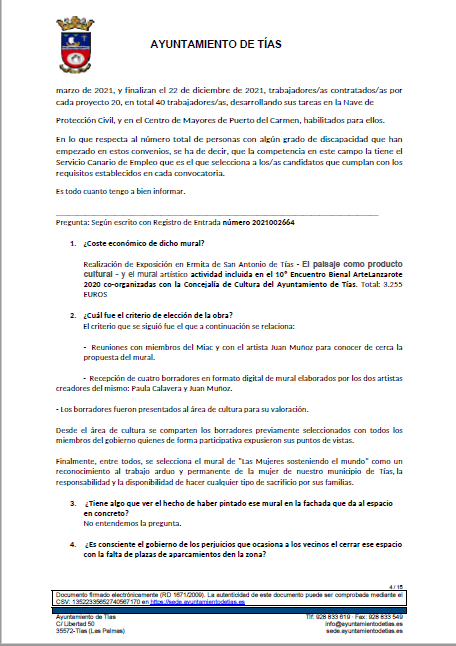 AYUNTAMIENTO DE TÍAS
marzo de 2021, y finalizan el 22 de diciembre de 2021, trabajadores/as contratados/as por
cada proyecto 20, en total 40 trabajadores/as, desarrollando sus tareas en la Nave de
Protección Civil, y en el Centro de Mayores de Puerto del Carmen, habilitados para ellos.
En lo que respecta al número total de personas con algún grado de discapacidad que han
empezado en estos convenios, se ha de decir, que la competencia en este campo la tiene el
Servicio Canario de Empleo que es el que selecciona a los/as candidatos que cumplan con los
requisitos establecidos en cada convocatoria.
Es todo cuanto tengo a bien informar.
Pregunta: Según escrito con Registro de Entrada número 2021002664
1. ¿Coste económico de dicho mural?
Realización de Exposición en Ermita de San Antonio de Tías - El paisaje como producto
cultural - y el mural artístico actividad incluida en el 10º Encuentro Bienal ArteLanzarote
2020 co-organizadas con la Concejalía de Cultura del Ayuntamiento de Tías. Total: 3.255
EUROS
2. ¿Cuál fue el criterio de elección de la obra?
El criterio que se siguió fue el que a continuación se relaciona:
- Reuniones con miembros del Miac y con el artista Juan Muñoz para conocer de cerca la
propuesta del mural.
- Recepción de cuatro borradores en formato digital de mural elaborados por los dos artistas
creadores del mismo: Paula Calavera y Juan Muñoz.
- Los borradores fueron presentados al área de cultura para su valoración.
Desde el área de cultura se comparten los borradores previamente seleccionados con todos los
miembros del gobierno quienes de forma participativa expusieron sus puntos de vistas.
Finalmente, entre todos, se selecciona el mural de "Las Mujeres sosteniendo el mundo" como un
reconocimiento al trabajo arduo y permanente de la mujer de nuestro municipio de Tías, la
responsabilidad y la disponibilidad de hacer cualquier tipo de sacrificio por sus familias.
3. ¿Tiene algo que ver el hecho de haber pintado ese mural en la fachada que da al espacio
en concreto?
No entendemos la pregunta.
4. ¿Es consciente el gobierno de los perjuicios que ocasiona a los vecinos el cerrar ese espacio
con la falta de plazas de aparcamientos den la zona?
4 / 15
Documento firmado electrónicamente (RD 1671/2009). La autenticidad de este documento puede ser comprobada mediante el
CSV: 13522335652740567170 en https://sede.ayuntamientodetias.es
Ayuntamiento de Tías
C/ Libertad 50
35572-Tías (Las Palmas)
Tlf. 928 833 619 · Fax: 928 833 549
info@ayuntamientodetias.es
sede.ayuntamientodetias.es